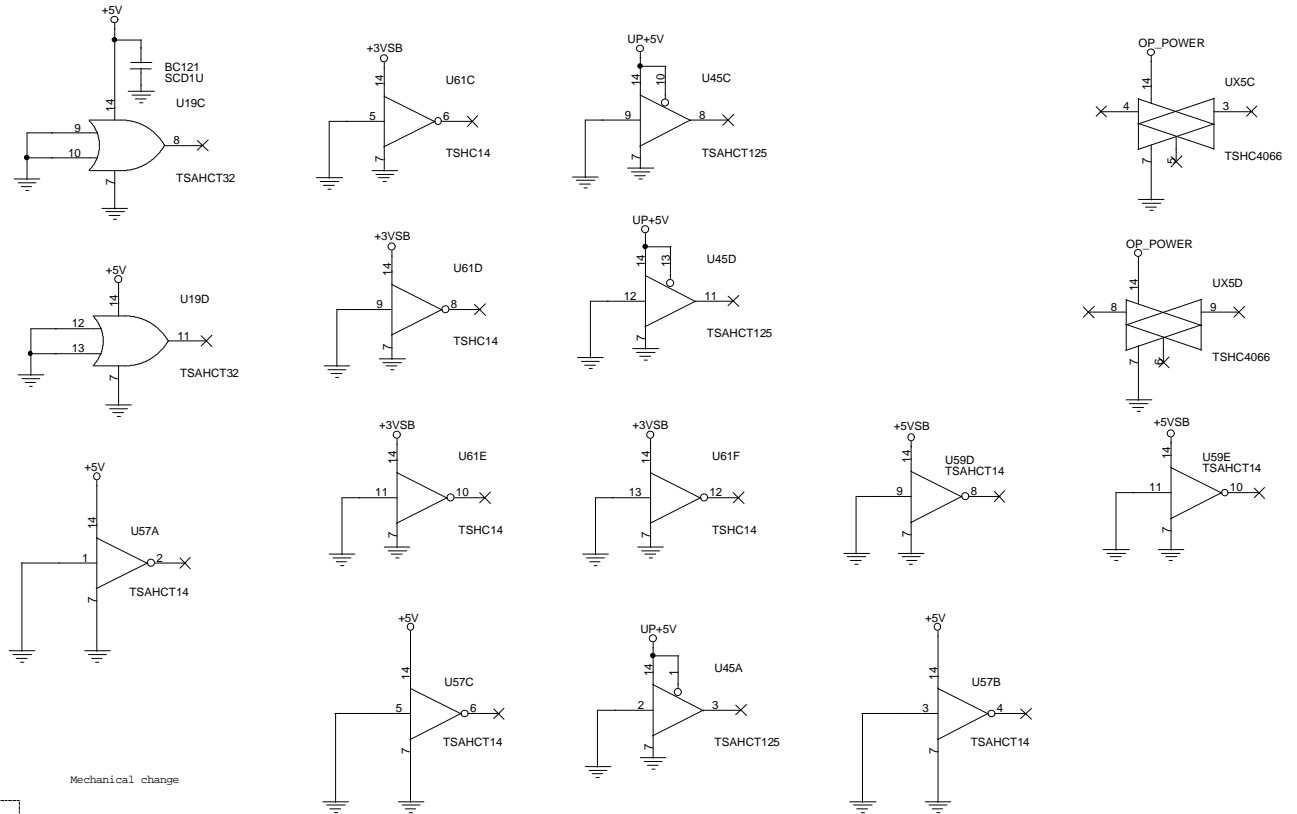 +5V
BC121
SCD1U
U19C
14
9
10
8
7
TSAHCT32
+3VSB
U61C
14
5
6
7
TSHC14
UP+5V
U45C
14
10
9
8
7
TSAHCT125
OP_POWER
UX5C
14
4
3
5
7
TSHC4066
+5V
U19D
14
12
13
11
7
TSAHCT32
+3VSB
U61D
14
9
8
7
TSHC14
UP+5V
U45D
14
13
12
11
7
TSAHCT125
OP_POWER
UX5D
14
8
9
6
7
TSHC4066
+5V
U57A
14
1
2
7
TSAHCT14
+3VSB
U61E
14
11
10
7
TSHC14
+3VSB
U61F
14
13
12
7
TSHC14
+5VSB
U59D
TSAHCT14
14
9
8
7
+5VSB
U59E
TSAHCT14
14
11
10
7
+5V
U57C
14
5
6
7
TSAHCT14
UP+5V
U45A
14
1
2
3
7
TSAHCT125
+5V
U57B
14
3
4
7
TSAHCT14
Mechanical change